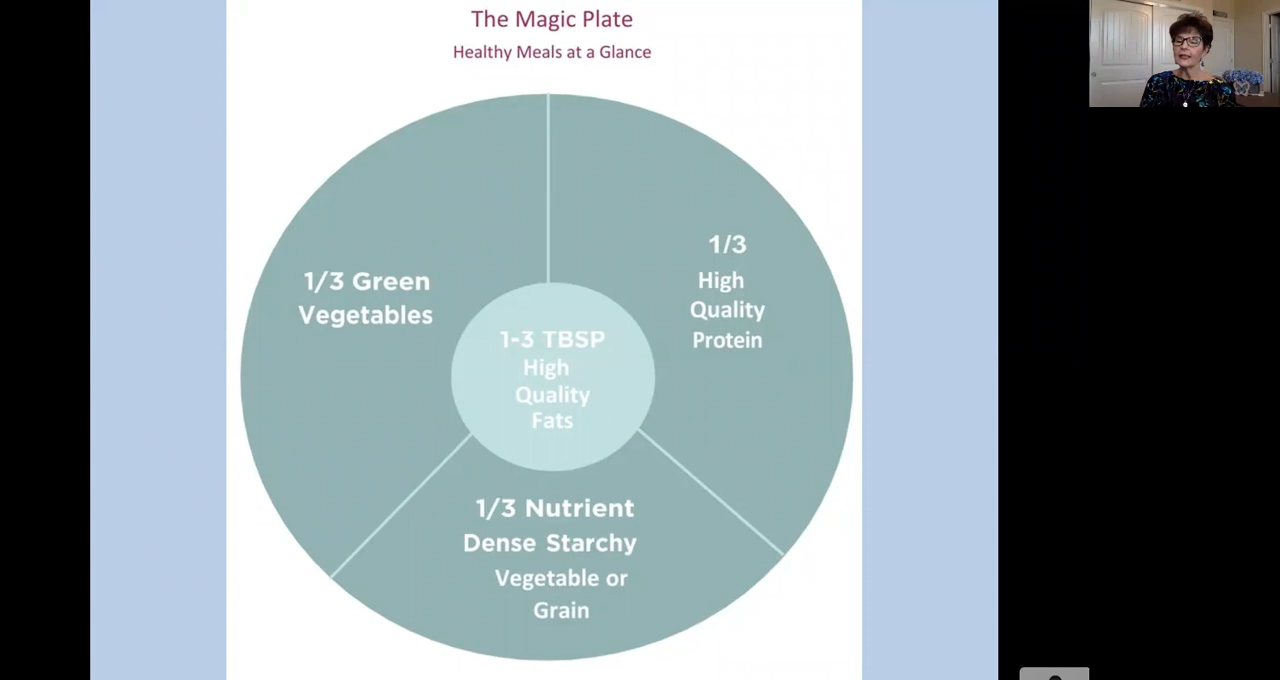 The Magic Plate
Healthy Meals at a Glance
1/3 Green
Vegetables
1/3
High
Quality
Protein
1-3 TBSP
High
Quality
Fats
1/3 Nutrient
Dense Starchy
Vegetable or
Grain